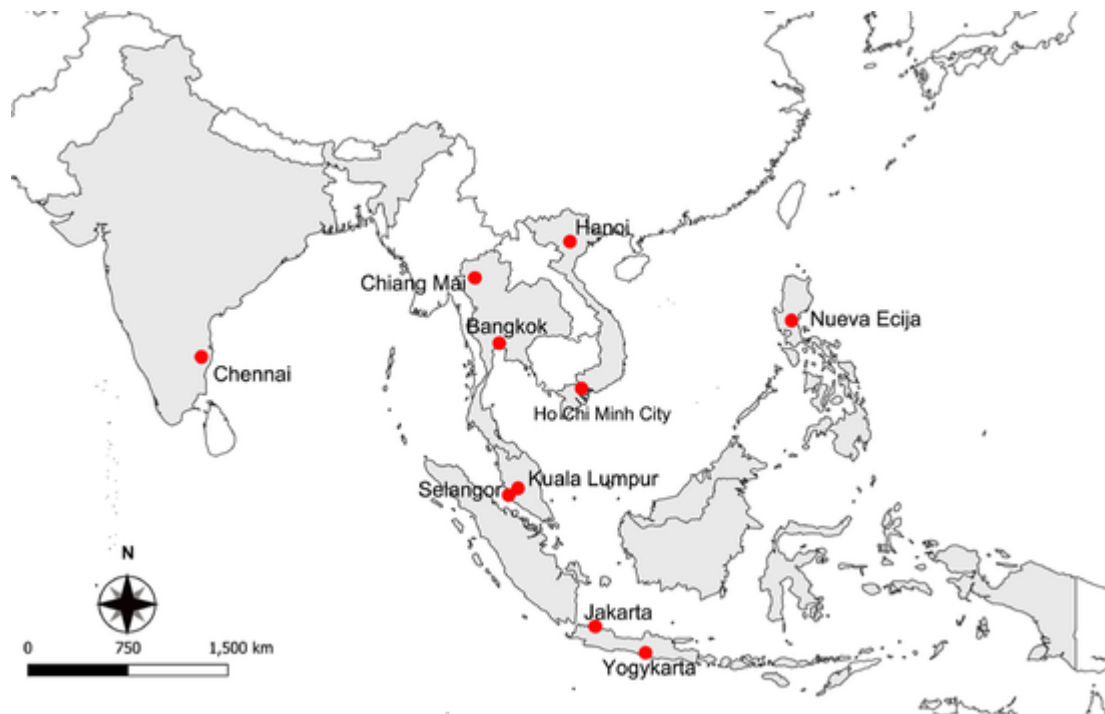 Hanoi
Chiang Mai
Bangkok
Nueva Ecija
Chennai
Ho Chi Minh City
Kuala Lumpur
Selangor
N
Jakarta
0 750 1,500 km
Yogykarta